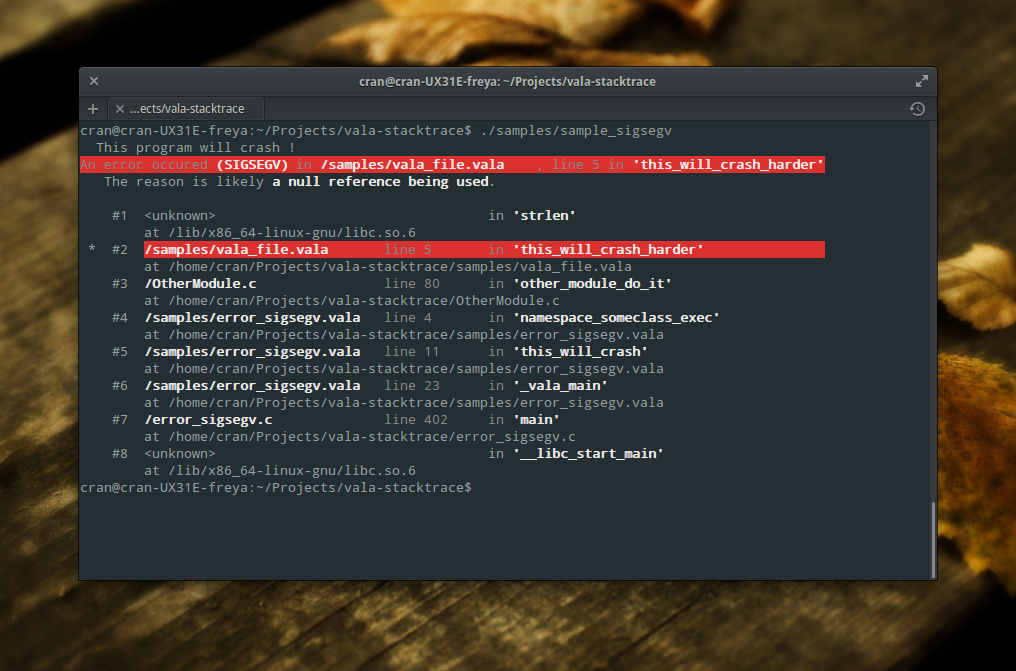 cran@cran-UX31E-freya: ~/Projects/vala-stacktrace
...ects/vala-stacktrace
cran@cran-UX31E-freya:~/Projects/vala-stacktrace$ ./samples/sample_sigsegv
This program will crash !
An error occured (SIGSEGV) in /samples/vala_file.vala , line 5 in 'this_will_crash_harder'
The reason is likely a null reference being used.
#1 <unknown> in 'strlen'
at /lib/x86_64-linux-gnu/libc.so.6
* #2 /samples/vala_file.vala line 5 in 'this_will_crash_harder'
at /home/cran/Projects/vala-stacktrace/samples/vala_file.vala
#3 /OtherModule.c line 80 in 'other_module_do_it'
at /home/cran/Projects/vala-stacktrace/OtherModule.c
#4 /samples/error_sigsegv.vala line 4 in 'namespace_someclass_exec'
at /home/cran/Projects/vala-stacktrace/samples/error_sigsegv.vala
#5 /samples/error_sigsegv.vala line 11 in 'this_will_crash'
at /home/cran/Projects/vala-stacktrace/samples/error_sigsegv.vala
#6 /samples/error_sigsegv.vala line 23 in '_vala_main'
at /home/cran/Projects/vala-stacktrace/samples/error_sigsegv.vala
#7 /error_sigsegv.c line 402 in 'main'
at /home/cran/Projects/vala-stacktrace/error_sigsegv.c
#8 <unknown> in '__libc_start_main'
at /lib/x86_64-linux-gnu/libc.so.6
cran@cran-UX31E-freya:~/Projects/vala-stacktrace$